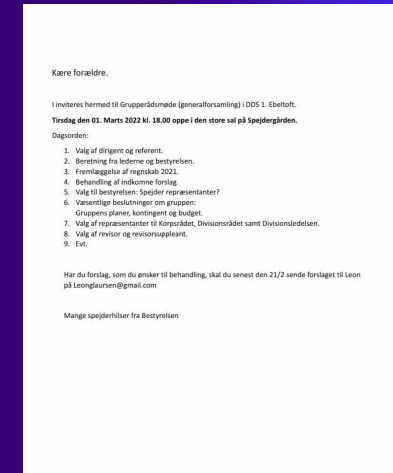 Kære forældre.
I inviteres hermed til Grupperådsmøde (generalforsamling) i DDS 1. Ebeltoft.
Tirsdag den 01. Marts 2022 kl. 18.00 oppe i den store sal på Spejdergården.
Dagsorden:
1. Valg af dirigent og referent.
2. Beretning fra lederne og bestyrelsen.
3. Fremlæggelse af regnskab 2021.
4. Behandling af indkomne forslag.
5. Valg til bestyrelsen: Spejder repræsentanter?
6. Væsentlige beslutninger om gruppen:
Gruppens planer, kontingent og budget.
7. Valg af repræsentanter til Korpsrådet, Divisionsrådet samt Divisionsledelsen.
8. Valg af revisor og revisorsuppleant.
9. Evt.
Har du forslag, som du ønsker til behandling, skal du senest den 21/2 sende forslaget til Leon
på Leonglaursen@gmail.com
Mange spejderhilser fra Bestyrelsen